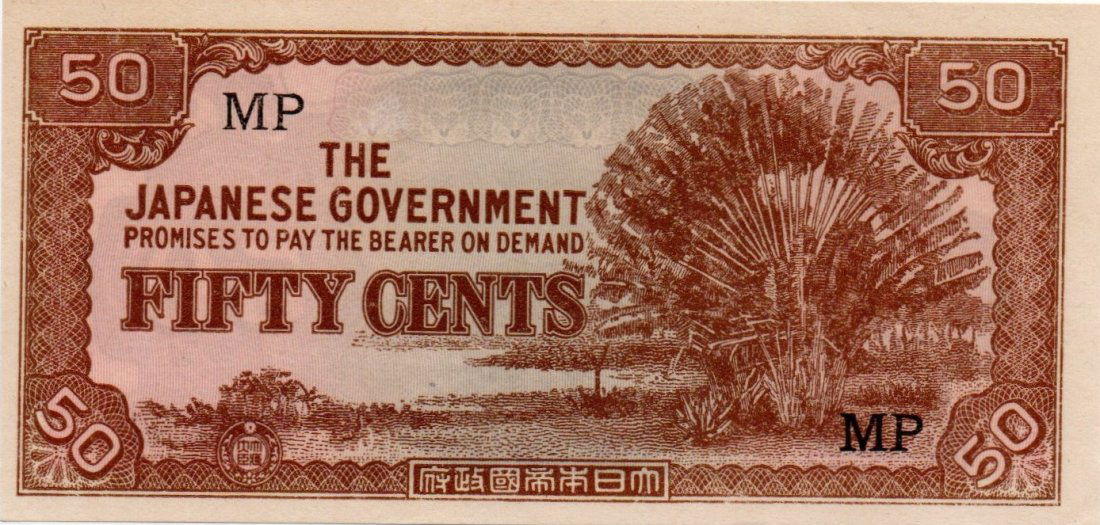 50
50
MP
THE
JAPANESE GOVERNMENT
PROMISES TO PAY THE BEARER ON DEMAND
FIFTY CENTS
MP
50
50
大日本帝國政府